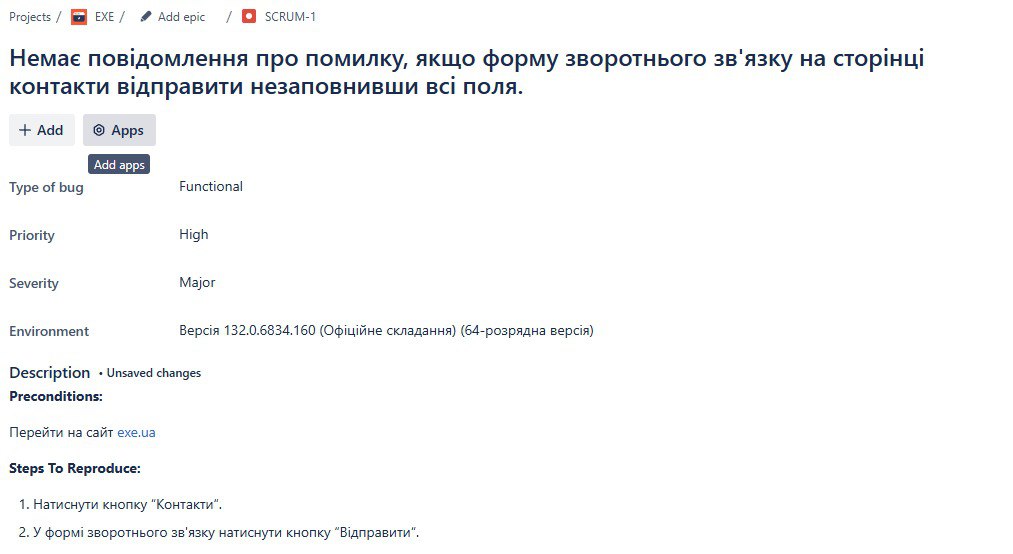 Projects / EXE / Add epic / SCRUM-1
Немає повідомлення про помилку, якщо форму зворотнього зв'язку на сторінці
контакти відправити незаповнивши всі поля.
+ Add Apps
Add apps
Type of bug Functional
Priority High
Severity Major
Environment Версія 132.0.6834.160 (Офіційне складання) (64-розрядна версія)
Description • Unsaved changes
Preconditions:
Перейти на сайт exe.ua
Steps To Reproduce:
1. Натиснути кнопку “Контакти“.
2. У формі зворотнього зв'язку натиснути кнопку “Відправити“.